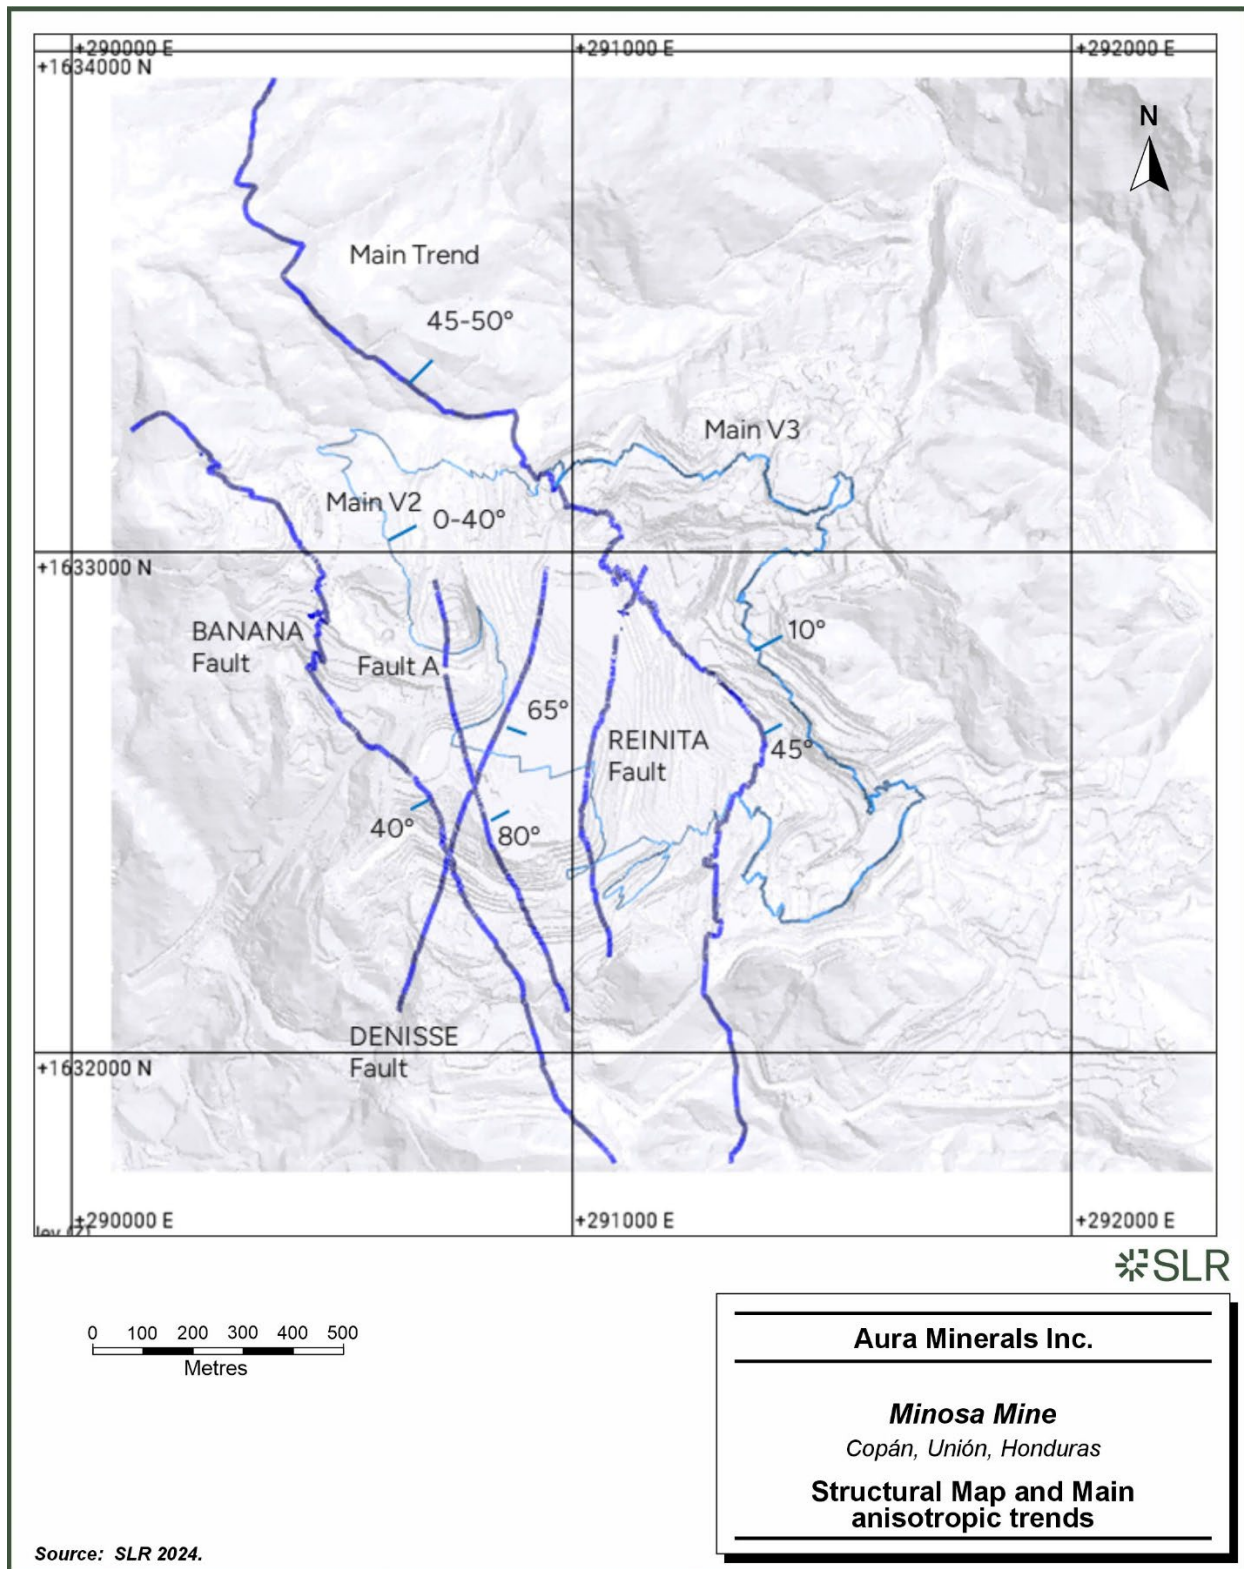 +290000 E
+291000 E
+292000 E
+1634000 N
N
Main Trend
45-50°
Main V3
Main V2
0-40°
+1633000 N
BANANA
Fault
10°
Fault A
65°
REINITA
Fault
45°
40°
80°
DENISSE
Fault
+1632000 N
+290000 E
+291000 E
+292000 E
SLR
0 100 200 300 400 500
Metres
Aura Minerals Inc.
Minosa Mine
Copán, Unión, Honduras
Structural Map and Main
anisotropic trends
Source: SLR 2024.